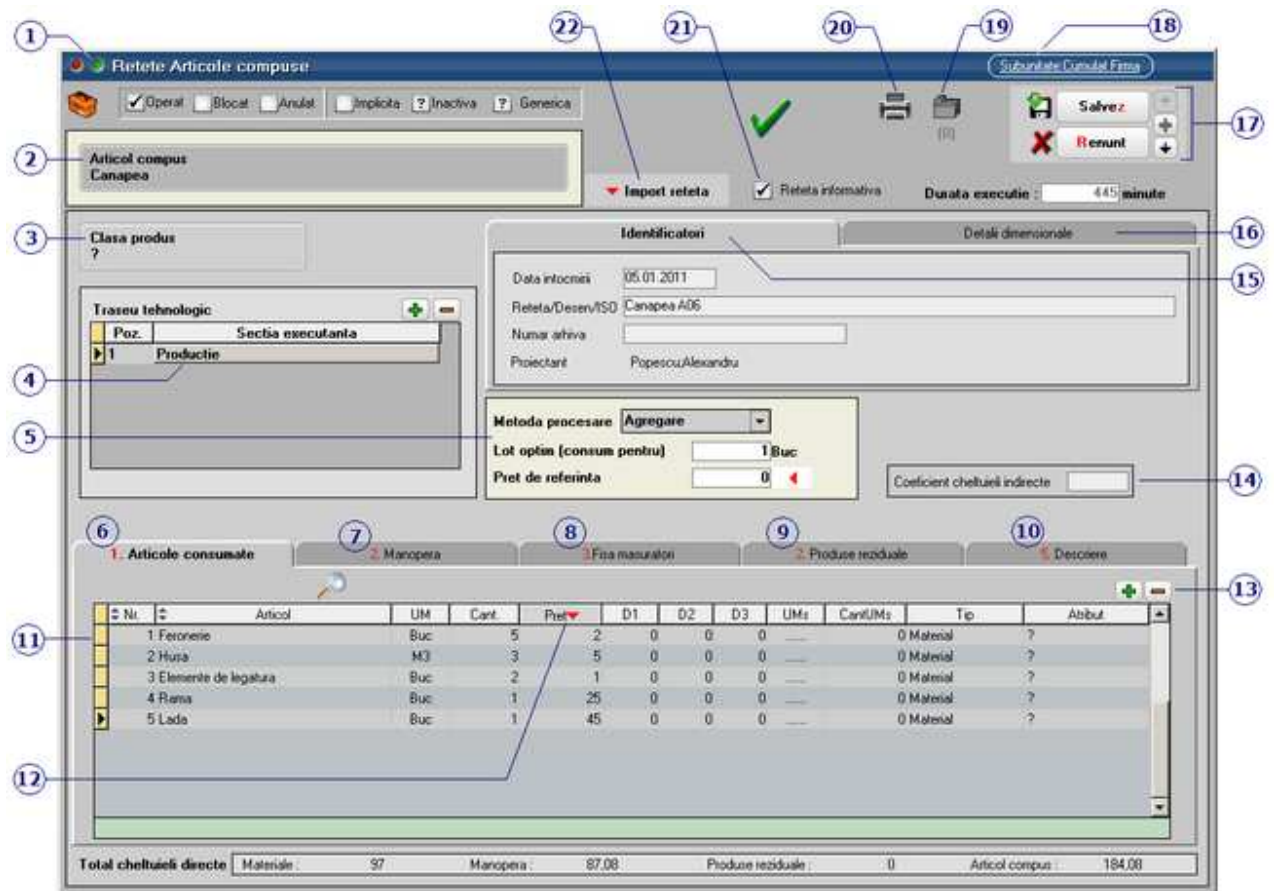 22 21 20 19 18
1
Retete Articole compuse
Subunitate:Cumulat Firma
Operat Blocat Anulat Implicita ? Inactiva ? Generica
Salvez
(0)
17
Renunt
2
Articol compus
Canapea
Import reteta
Reteta informativa
Durata executie : 445 minute
3
Clasa produs
?
Identificatori
Detalii dimensionale
16
15
Data intocmirii 05.01.2011
Reteta/Desen/ISO Canapea A06
Numar arhiva
Proiectant Popescu,Alexandru
Traseu tehnologic
Poz. Sectia executanta
1 Productie
4
5
Metoda procesare Agregare
Lot optim (consum pentru) 1 Buc
Pret de referinta 0
Coeficient cheltuieli indirecte
14
6 7 8 9 10
1. Articole consumate
2. Manopera
3.Fisa masuratori
2. Produse reziduale
5. Descriere
13
Nr. Articol UM Cant. Pret D1 D2 D3 UMs CantUMs Tip Atribut
11
1 Feronerie Buc 5 2 0 0 0 ...... 0 Material ?
2 Husa M3 3 5 0 0 0 ...... 0 Material ?
3 Elemente de legatura Buc 2 1 0 0 0 ...... 0 Material ?
4 Rama Buc 1 25 0 0 0 ...... 0 Material ?
5 Lada Buc 1 45 0 0 0 ...... 0 Material ?
12
Total cheltuieli directe Materiale : 97 Manopera : 87,08 Produse reziduale : 0 Articol compus : 184,08